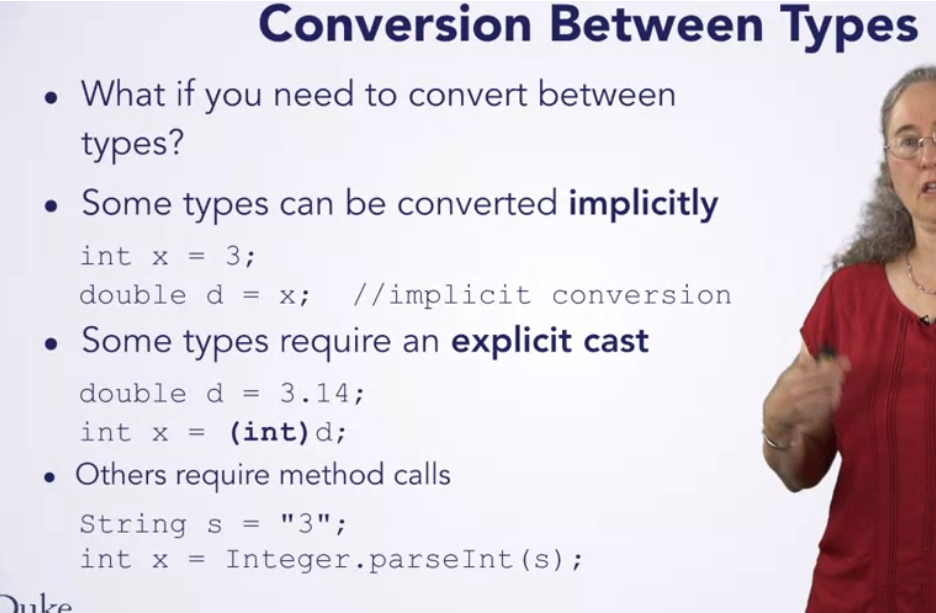 Conversion Between Types
• What if you need to convert between
types?
• Some types can be converted implicitly
int x = 3;
double d = x; //implicit conversion
• Some types require an explicit cast
double d = 3.14;
int x = (int)d;
• Others require method calls
String s = "3";
int x = Integer.parseInt(s);
Duke